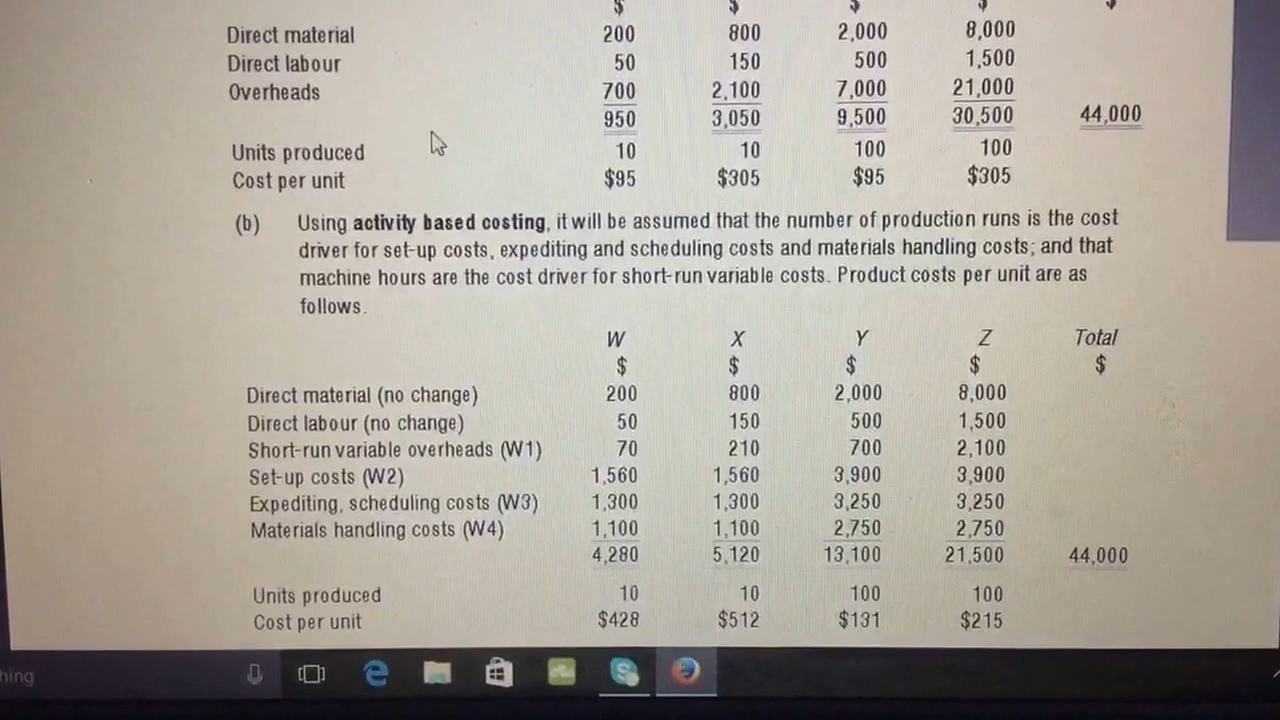 $ $ $ $ $
Direct material 200 800 2,000 8,000
Direct labour 50 150 500 1,500
Overheads 700 2,100 7,000 21,000
950 3,050 9,500 30,500 44,000
Units produced 10 10 100 100
Cost per unit $95 $305 $95 $305
(b) Using activity based costing, it will be assumed that the number of production runs is the cost
driver for set-up costs, expediting and scheduling costs and materials handling costs; and that
machine hours are the cost driver for short-run variable costs. Product costs per unit are as
follows.
W X Y Z Total
$ $ $ $ $
Direct material (no change) 200 800 2,000 8,000
Direct labour (no change) 50 150 500 1,500
Short-run variable overheads (W1) 70 210 700 2,100
Set-up costs (W2) 1,560 1,560 3,900 3,900
Expediting, scheduling costs (W3) 1,300 1,300 3,250 3,250
Materials handling costs (W4) 1,100 1,100 2,750 2,750
4,280 5,120 13,100 21,500 44,000
Units produced 10 10 100 100
Cost per unit $428 $512 $131 $215
hing